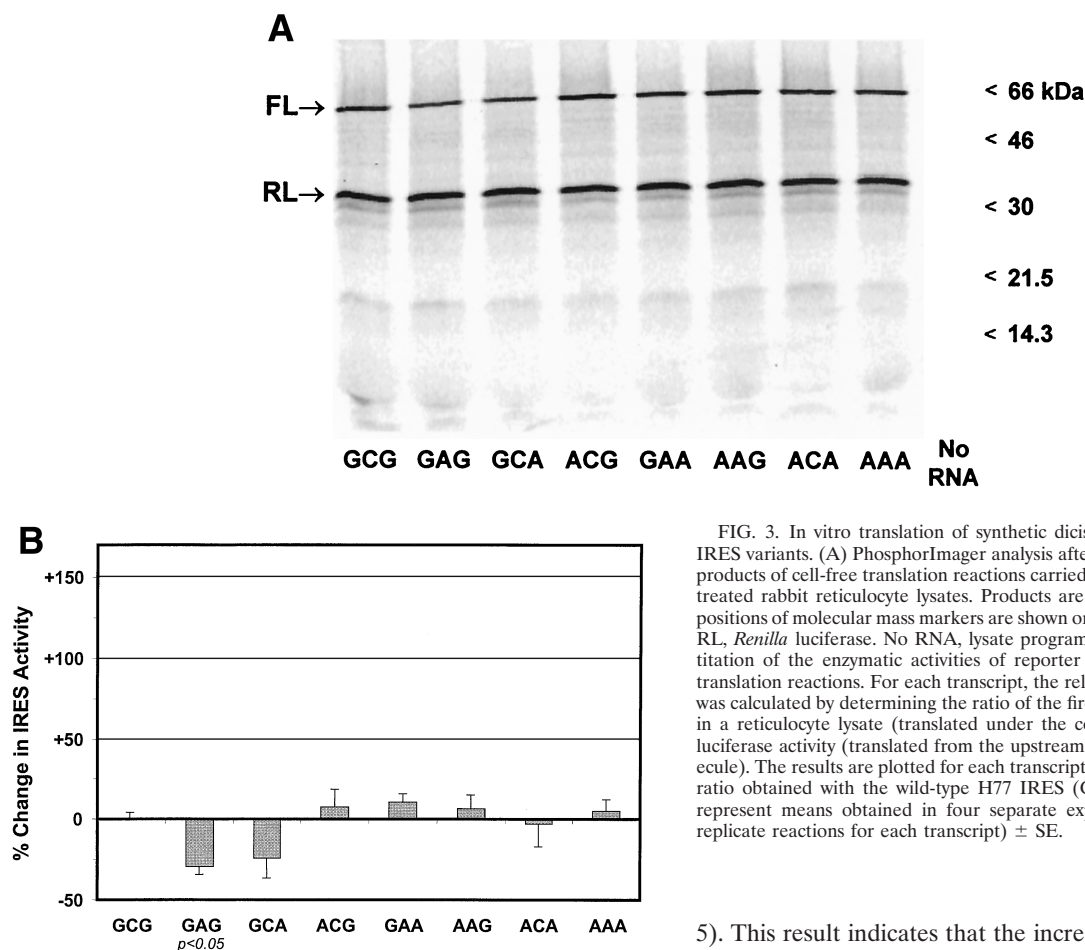 A
FL→
RL→
< 66 kDa
< 46
< 30
< 21.5
< 14.3
GCG GAG GCA ACG GAA AAG ACA AAA No RNA
B
% Change in IRES Activity
+150
+100
+50
0
-50
GCG GAG GCA ACG GAA AAG ACA AAA
p<0.05
FIG. 3. In vitro translation of synthetic dicis
IRES variants. (A) PhosphorImager analysis afte
products of cell-free translation reactions carried
treated rabbit reticulocyte lysates. Products are
positions of molecular mass markers are shown or
RL, Renilla luciferase. No RNA, lysate program
titation of the enzymatic activities of reporter
translation reactions. For each transcript, the rel
was calculated by determining the ratio of the fire
in a reticulocyte lysate (translated under the co
luciferase activity (translated from the upstream
ecule). The results are plotted for each transcript
ratio obtained with the wild-type H77 IRES (G
represent means obtained in four separate exp
replicate reactions for each transcript) ± SE.
5). This result indicates that the incre